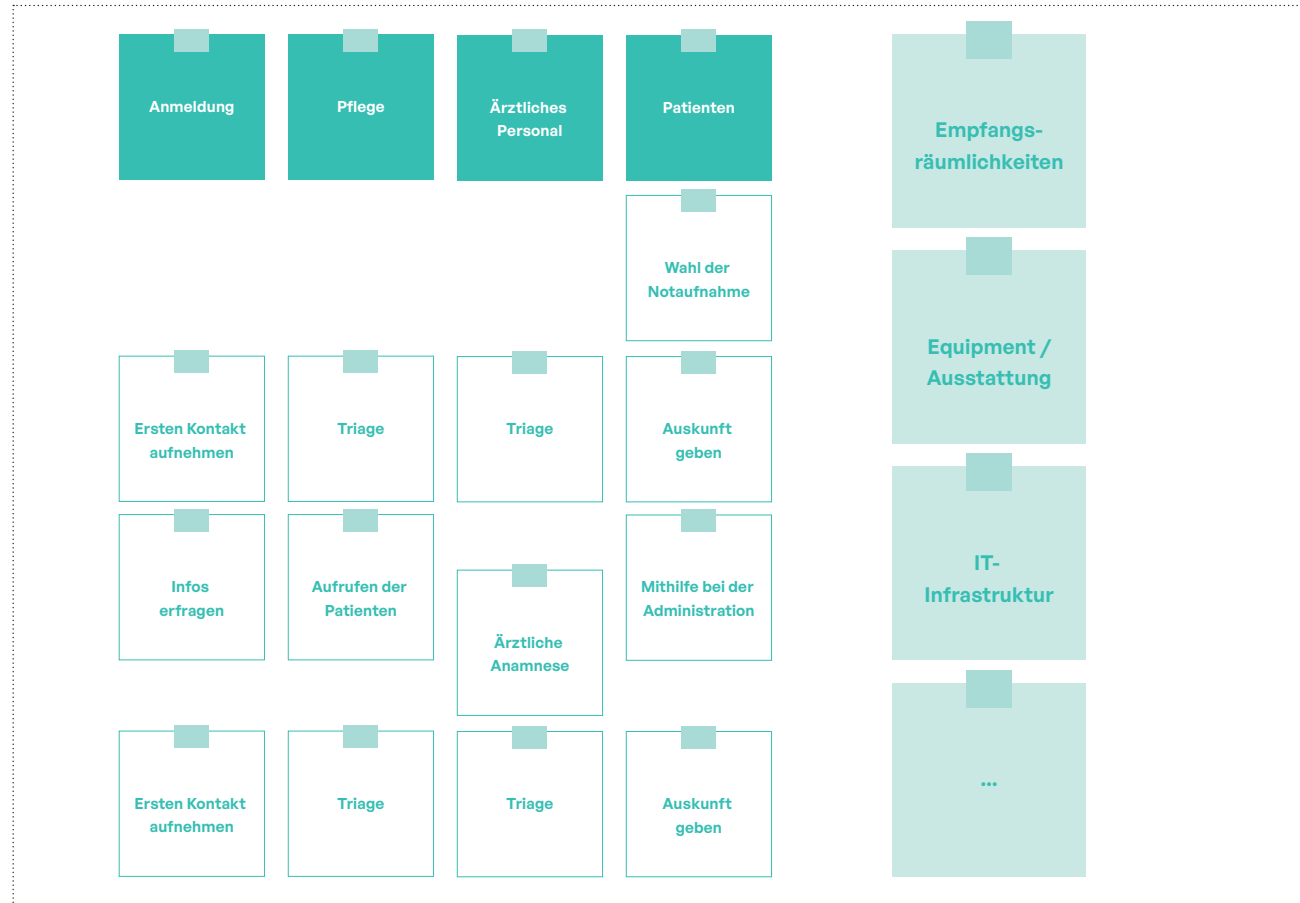 Anmeldung
Pflege
Ärztliches
Personal
Patienten
Empfangs-
räumlichkeiten
Wahl der
Notaufnahme
Equipment /
Ausstattung
Ersten Kontakt
aufnehmen
Triage
Triage
Auskunft
geben
IT-
Infrastruktur
Infos
erfragen
Aufrufen der
Patienten
Ärztliche
Anamnese
Mithilfe bei der
Administration
Ersten Kontakt
aufnehmen
Triage
Triage
Auskunft
geben
...